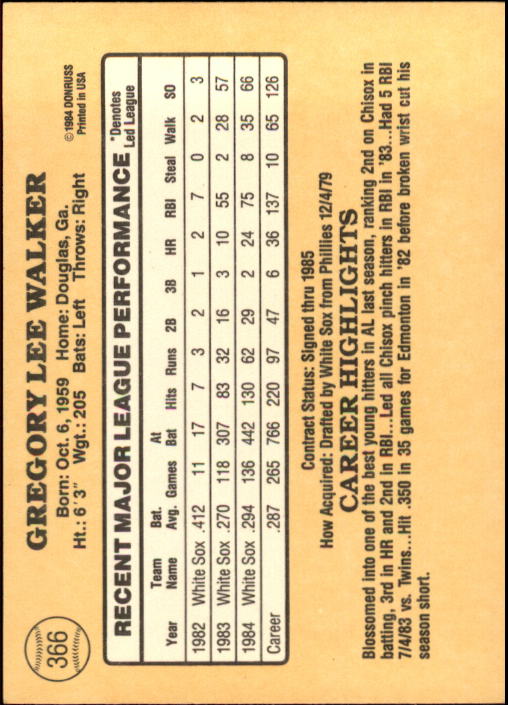 366
GREGORY LEE WALKER
Born: Oct. 6, 1959 Home: Douglas, Ga.
Ht.: 6'3" Wgt.: 205 Bats: Left Throws: Right
© 1984 DONRUSS
Printed in USA
RECENT MAJOR LEAGUE PERFORMANCE
*Denotes
Led League
Year Team Name Bat. Avg. Games At Bat Hits Runs 2B 3B HR RBI Steal Walk SO
1982 White Sox .412 11 17 7 3 2 1 2 7 0 2 3
1983 White Sox .270 118 307 83 32 16 3 10 55 2 28 57
1984 White Sox .294 136 442 130 62 29 2 24 75 8 35 66
Career .287 265 766 220 97 47 6 36 137 10 65 126
Contract Status: Signed thru 1985
How Acquired: Drafted by White Sox from Phillies 12/4/79
CAREER HIGHLIGHTS
Blossomed into one of the best young hitters in AL last season, ranking 2nd on Chisox in
batting, 3rd in HR and 2nd in RBI...Led all Chisox pinch hitters in RBI in '83...Had 5 RBI
7/4/83 vs. Twins...Hit .350 in 35 games for Edmonton in '82 before broken wrist cut his
season short.